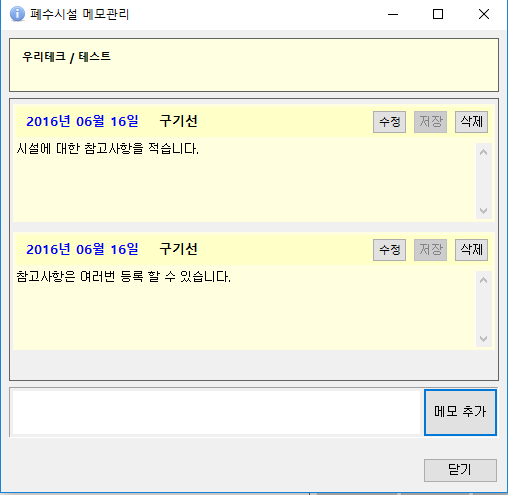 폐수시설 메모관리
우리테크 / 테스트
2016년 06월 16일 구기선 수정 저장 삭제
시설에 대한 참고사항을 적습니다.
2016년 06월 16일 구기선 수정 저장 삭제
참고사항은 여러번 등록 할 수 있습니다.
메모 추가
닫기